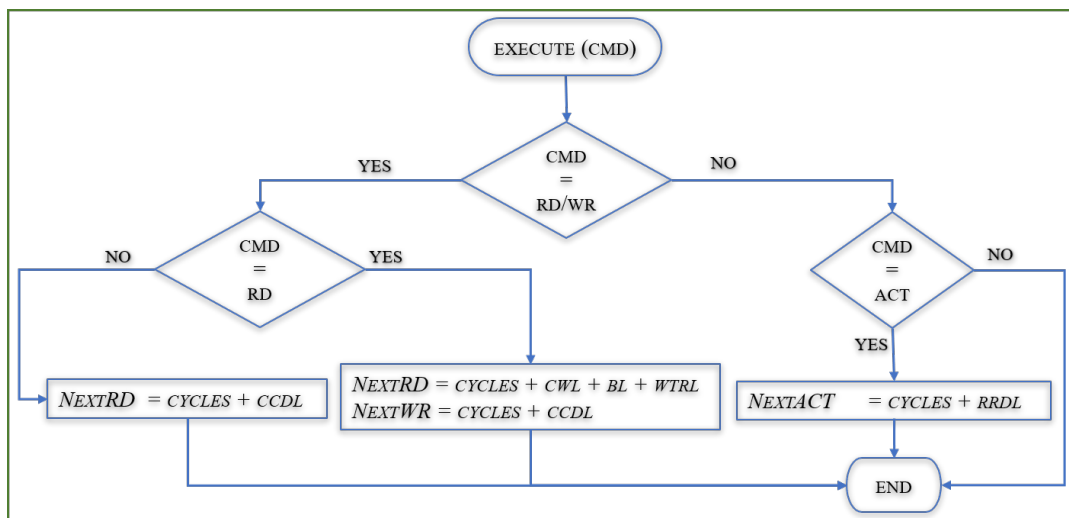 EXECUTE (CMD)
CMD
=
RD/WR
YES
NO
CMD
=
RD
NO
YES
CMD
=
ACT
NO
YES
NEXTRD = CYCLES + CCDL
NEXTRD = CYCLES + CWL + BL + WTRL
NEXTWR = CYCLES + CCDL
NEXTACT = CYCLES + RRDL
END